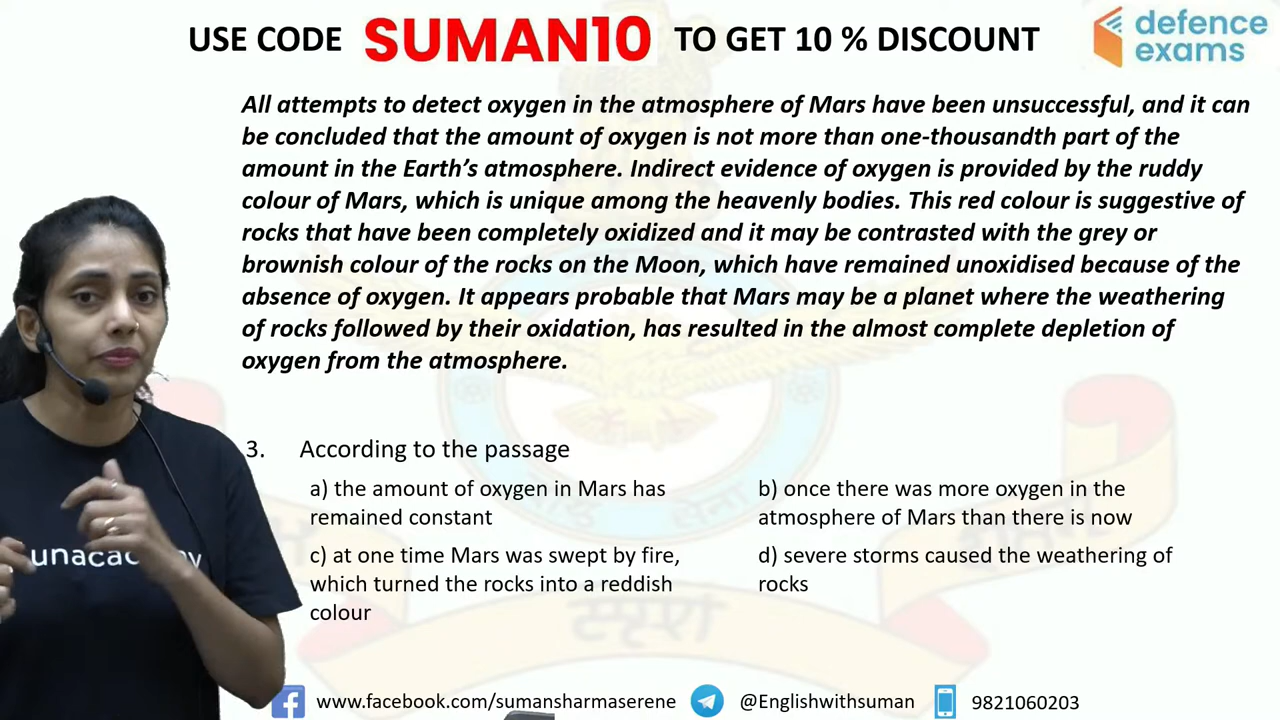 USE CODE SUMAN10 TO GET 10 % DISCOUNT
defence
exams
All attempts to detect oxygen in the atmosphere of Mars have been unsuccessful, and it can
be concluded that the amount of oxygen is not more than one-thousandth part of the
amount in the Earth’s atmosphere. Indirect evidence of oxygen is provided by the ruddy
colour of Mars, which is unique among the heavenly bodies. This red colour is suggestive of
rocks that have been completely oxidized and it may be contrasted with the grey or
brownish colour of the rocks on the Moon, which have remained unoxidised because of the
absence of oxygen. It appears probable that Mars may be a planet where the weathering
of rocks followed by their oxidation, has resulted in the almost complete depletion of
oxygen from the atmosphere.
3. According to the passage
a) the amount of oxygen in Mars has
remained constant
b) once there was more oxygen in the
atmosphere of Mars than there is now
c) at one time Mars was swept by fire,
which turned the rocks into a reddish
colour
d) severe storms caused the weathering of
rocks
www.facebook.com/sumansharmaserene @Englishwithsuman 9821060203